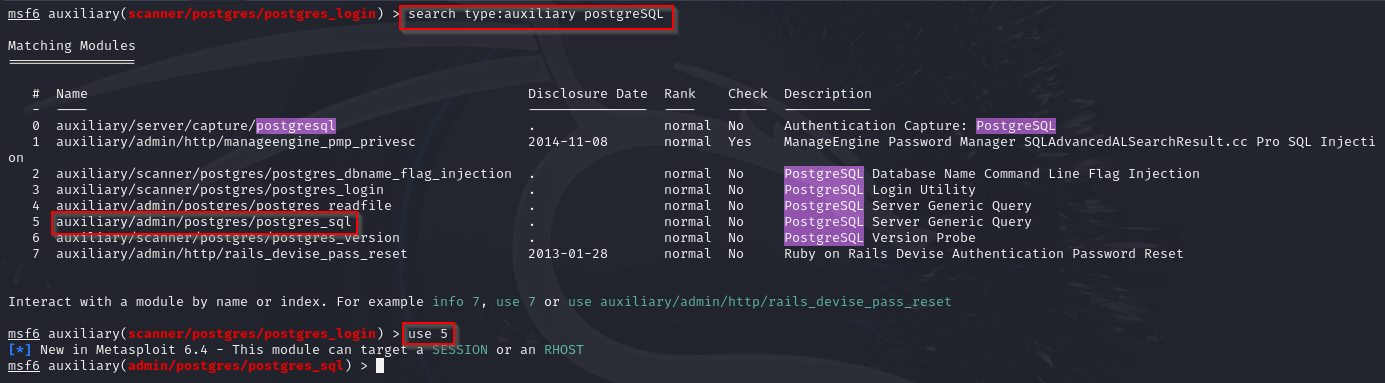 msf6 auxiliary(scanner/postgres/postgres_login) > search type:auxiliary postgreSQL
Matching Modules
================
#  Name                                                       Disclosure Date  Rank    Check  Description
-  ----                                                       ---------------  ----    -----  -----------
0  auxiliary/server/capture/postgresql                        .                normal  No     Authentication Capture: PostgreSQL
1  auxiliary/admin/http/manageengine_pmp_privesc              2014-11-08       normal  Yes    ManageEngine Password Manager SQLAdvancedALSearchResult.cc Pro SQL Injecti
on
2  auxiliary/scanner/postgres/postgres_dbname_flag_injection  .                normal  No     PostgreSQL Database Name Command Line Flag Injection
3  auxiliary/scanner/postgres/postgres_login                  .                normal  No     PostgreSQL Login Utility
4  auxiliary/admin/postgres/postgres_readfile                 .                normal  No     PostgreSQL Server Generic Query
5  auxiliary/admin/postgres/postgres_sql                      .                normal  No     PostgreSQL Server Generic Query
6  auxiliary/scanner/postgres/postgres_version                .                normal  No     PostgreSQL Version Probe
7  auxiliary/admin/http/rails_devise_pass_reset               2013-01-28       normal  No     Ruby on Rails Devise Authentication Password Reset
Interact with a module by name or index. For example info 7, use 7 or use auxiliary/admin/http/rails_devise_pass_reset
msf6 auxiliary(scanner/postgres/postgres_login) > use 5
[*] New in Metasploit 6.4 - This module can target a SESSION or an RHOST
msf6 auxiliary(admin/postgres/postgres_sql) >